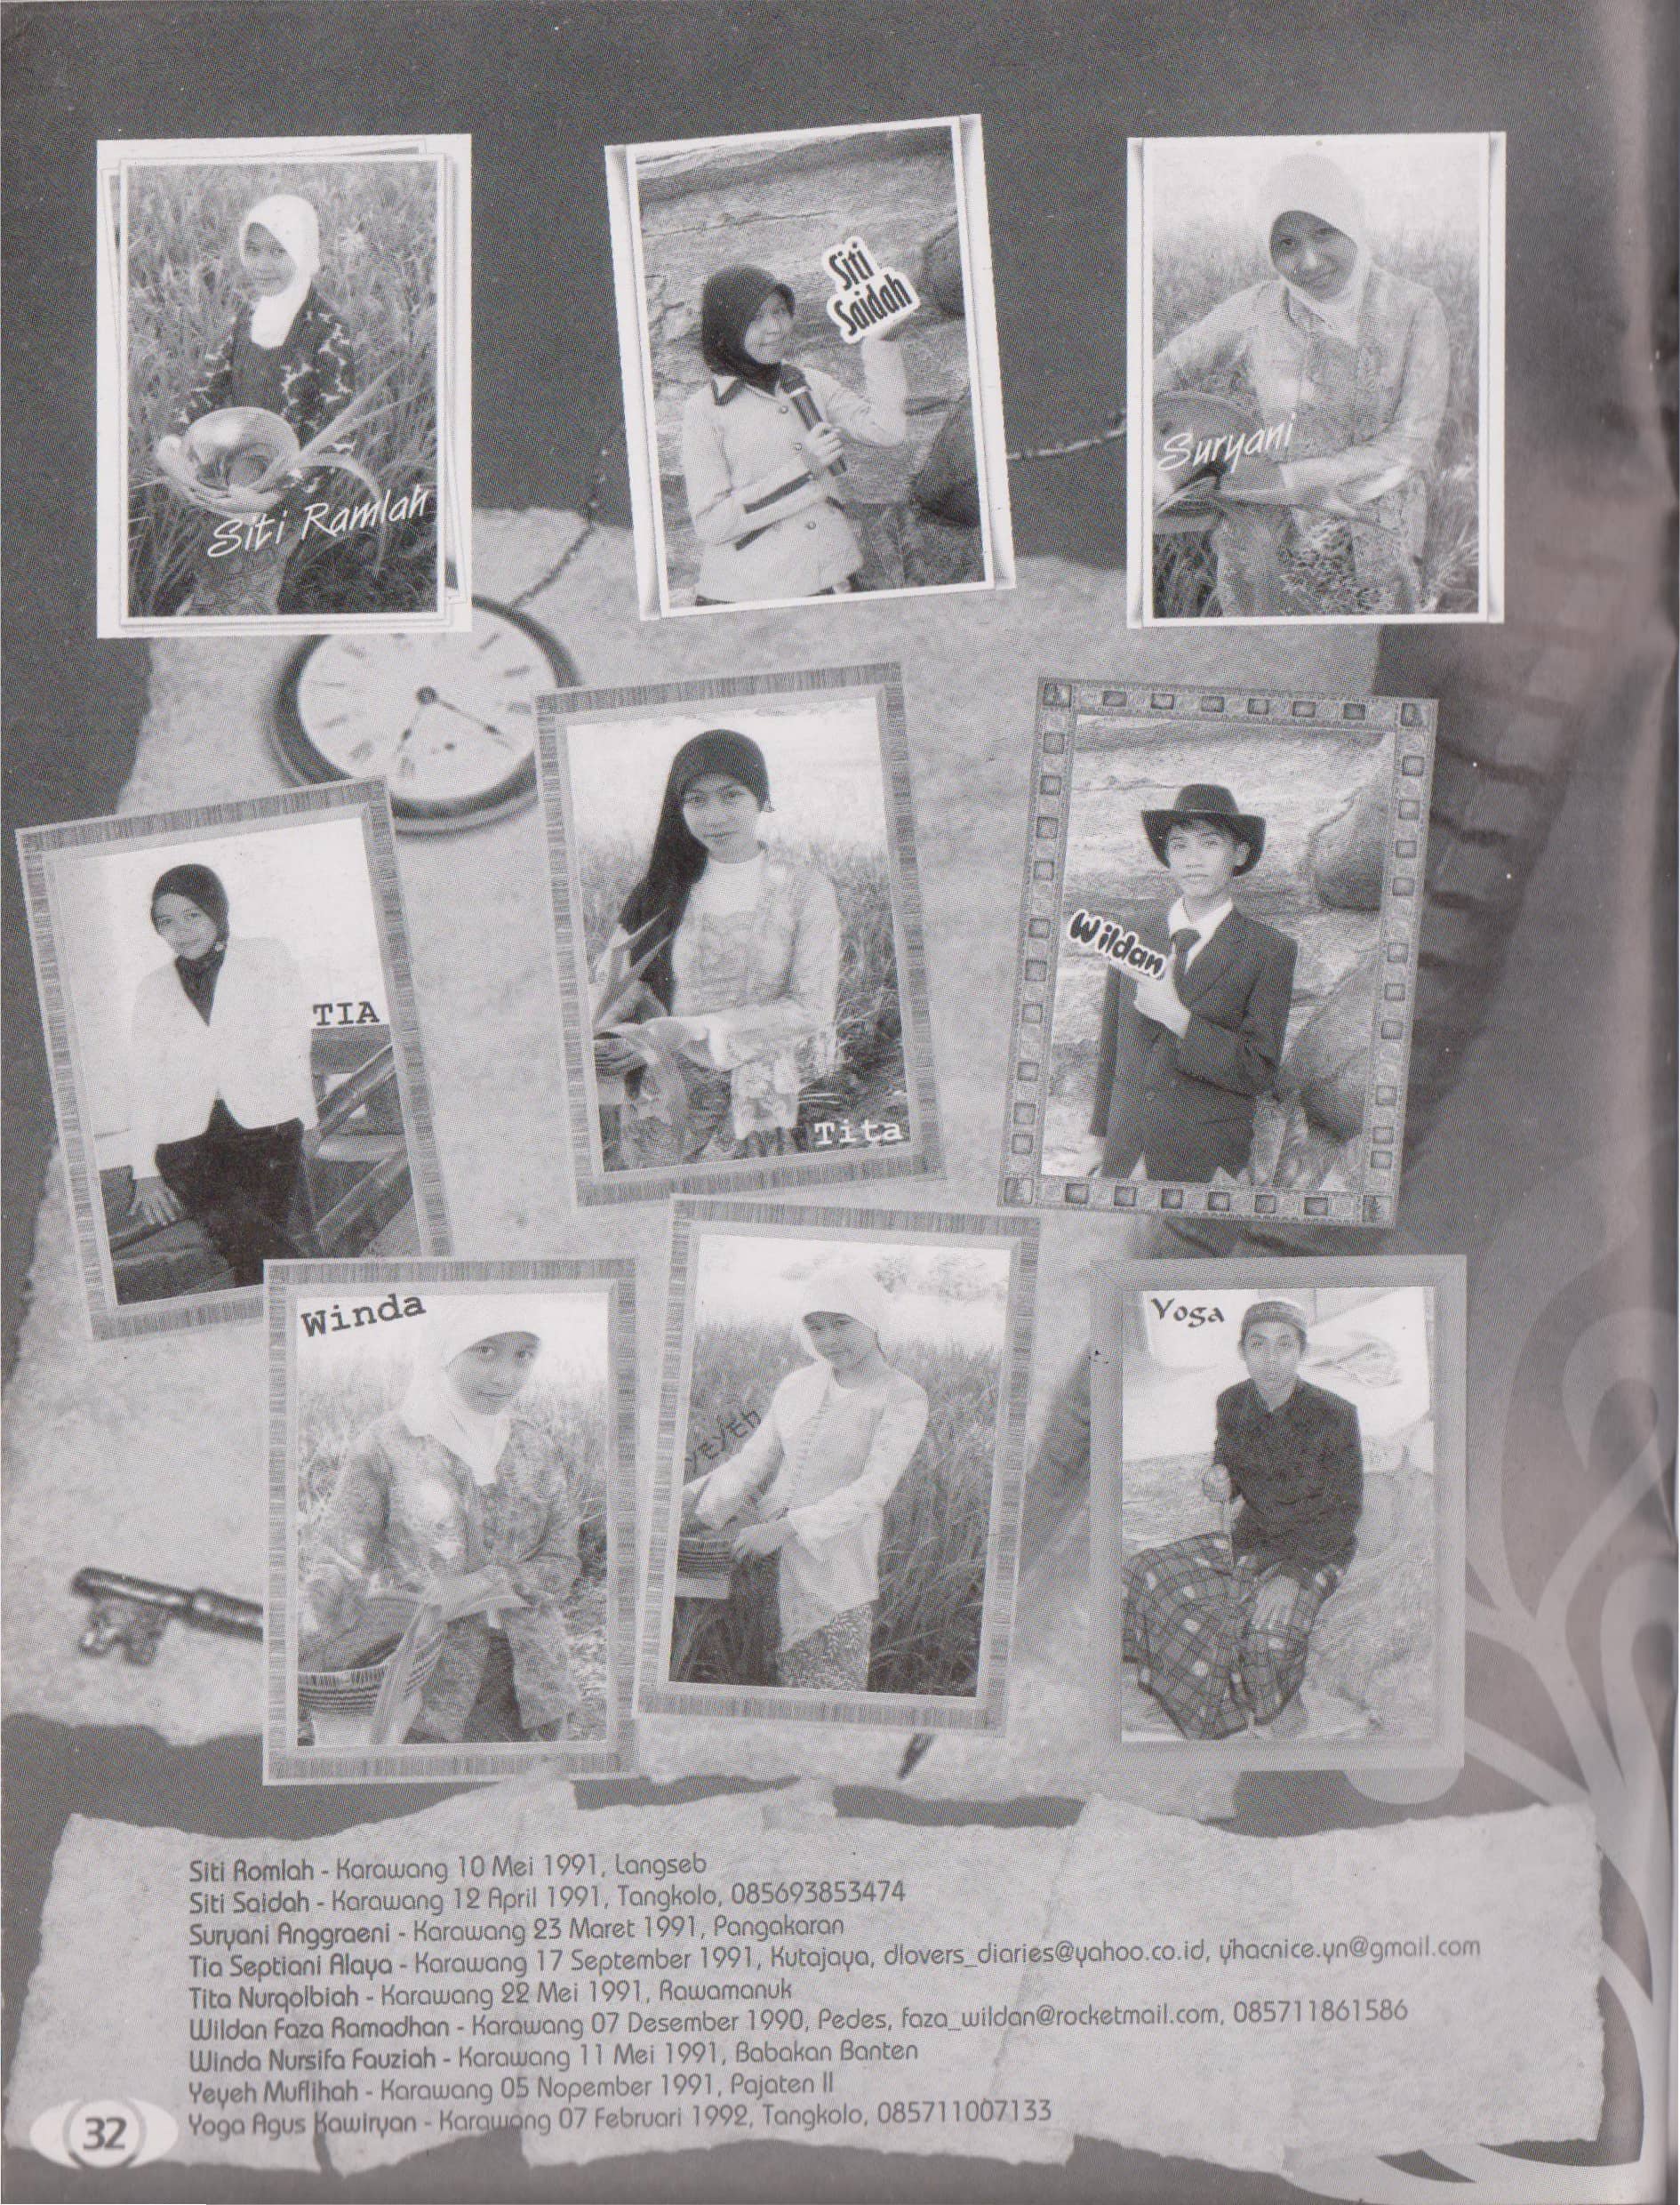 Siti Ramlah
Siti
Saidah
Suryani
TIA
Tita
Wildan
Winda
YEYEh
Yoga
Siti Romlah - Karawang 10 Mei 1991, Langseb
Siti Saidah - Karawang 12 April 1991, Tangkolo, 085693853474
Suryani Anggraeni - Karawang 23 Maret 1991, Pangakaran
Tia Septiani Alaya - Karawang 17 September 1991, Kutajaya, dlovers_diaries@yahoo.co.id, y'hacnice.yn@gmail.com
Tita Nurqolbiah - Karawang 22 Mei 1991, Rawamanuk
Wildan Faza Ramadhan - Karawang 07 Desember 1990, Pedes, faza_wildan@rocketmail.com, 085711861586
Winda Nursifa Fauziah - Karawang 11 Mei 1991, Babakan Banten
Yeyeh Muflihah - Karawang 05 Nopember 1991, Pajaten II
Yoga Agus Kawiryan - Karawang 07 Februari 1992, Tangkolo, 085711007133
32